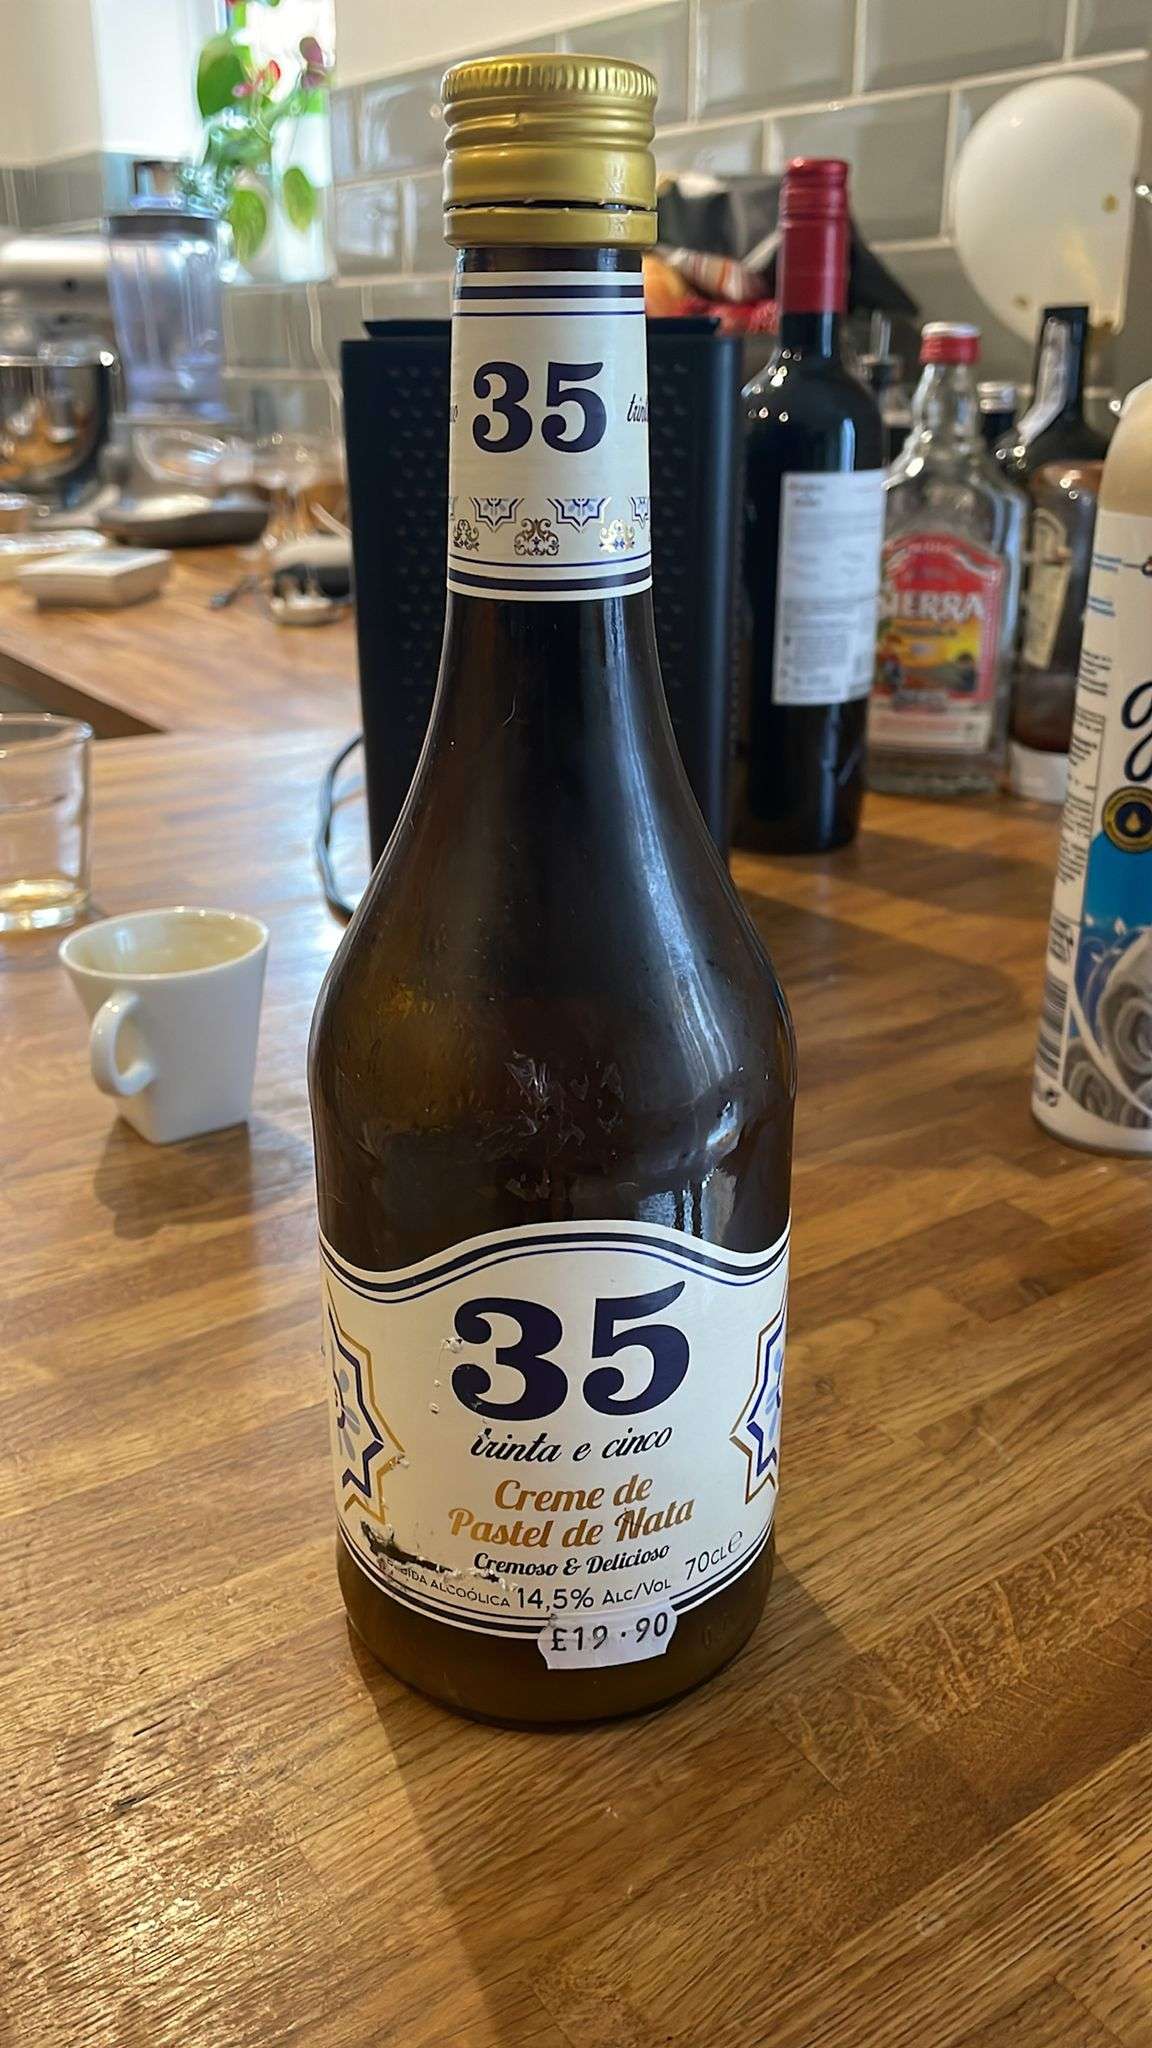 35
35
trinta e cinco
Creme de
Pastel de Nata
Cremoso & Delicioso
ALCOÓLICA 14,5% ALC/VOL 70CL e
£19.90
SIERRA